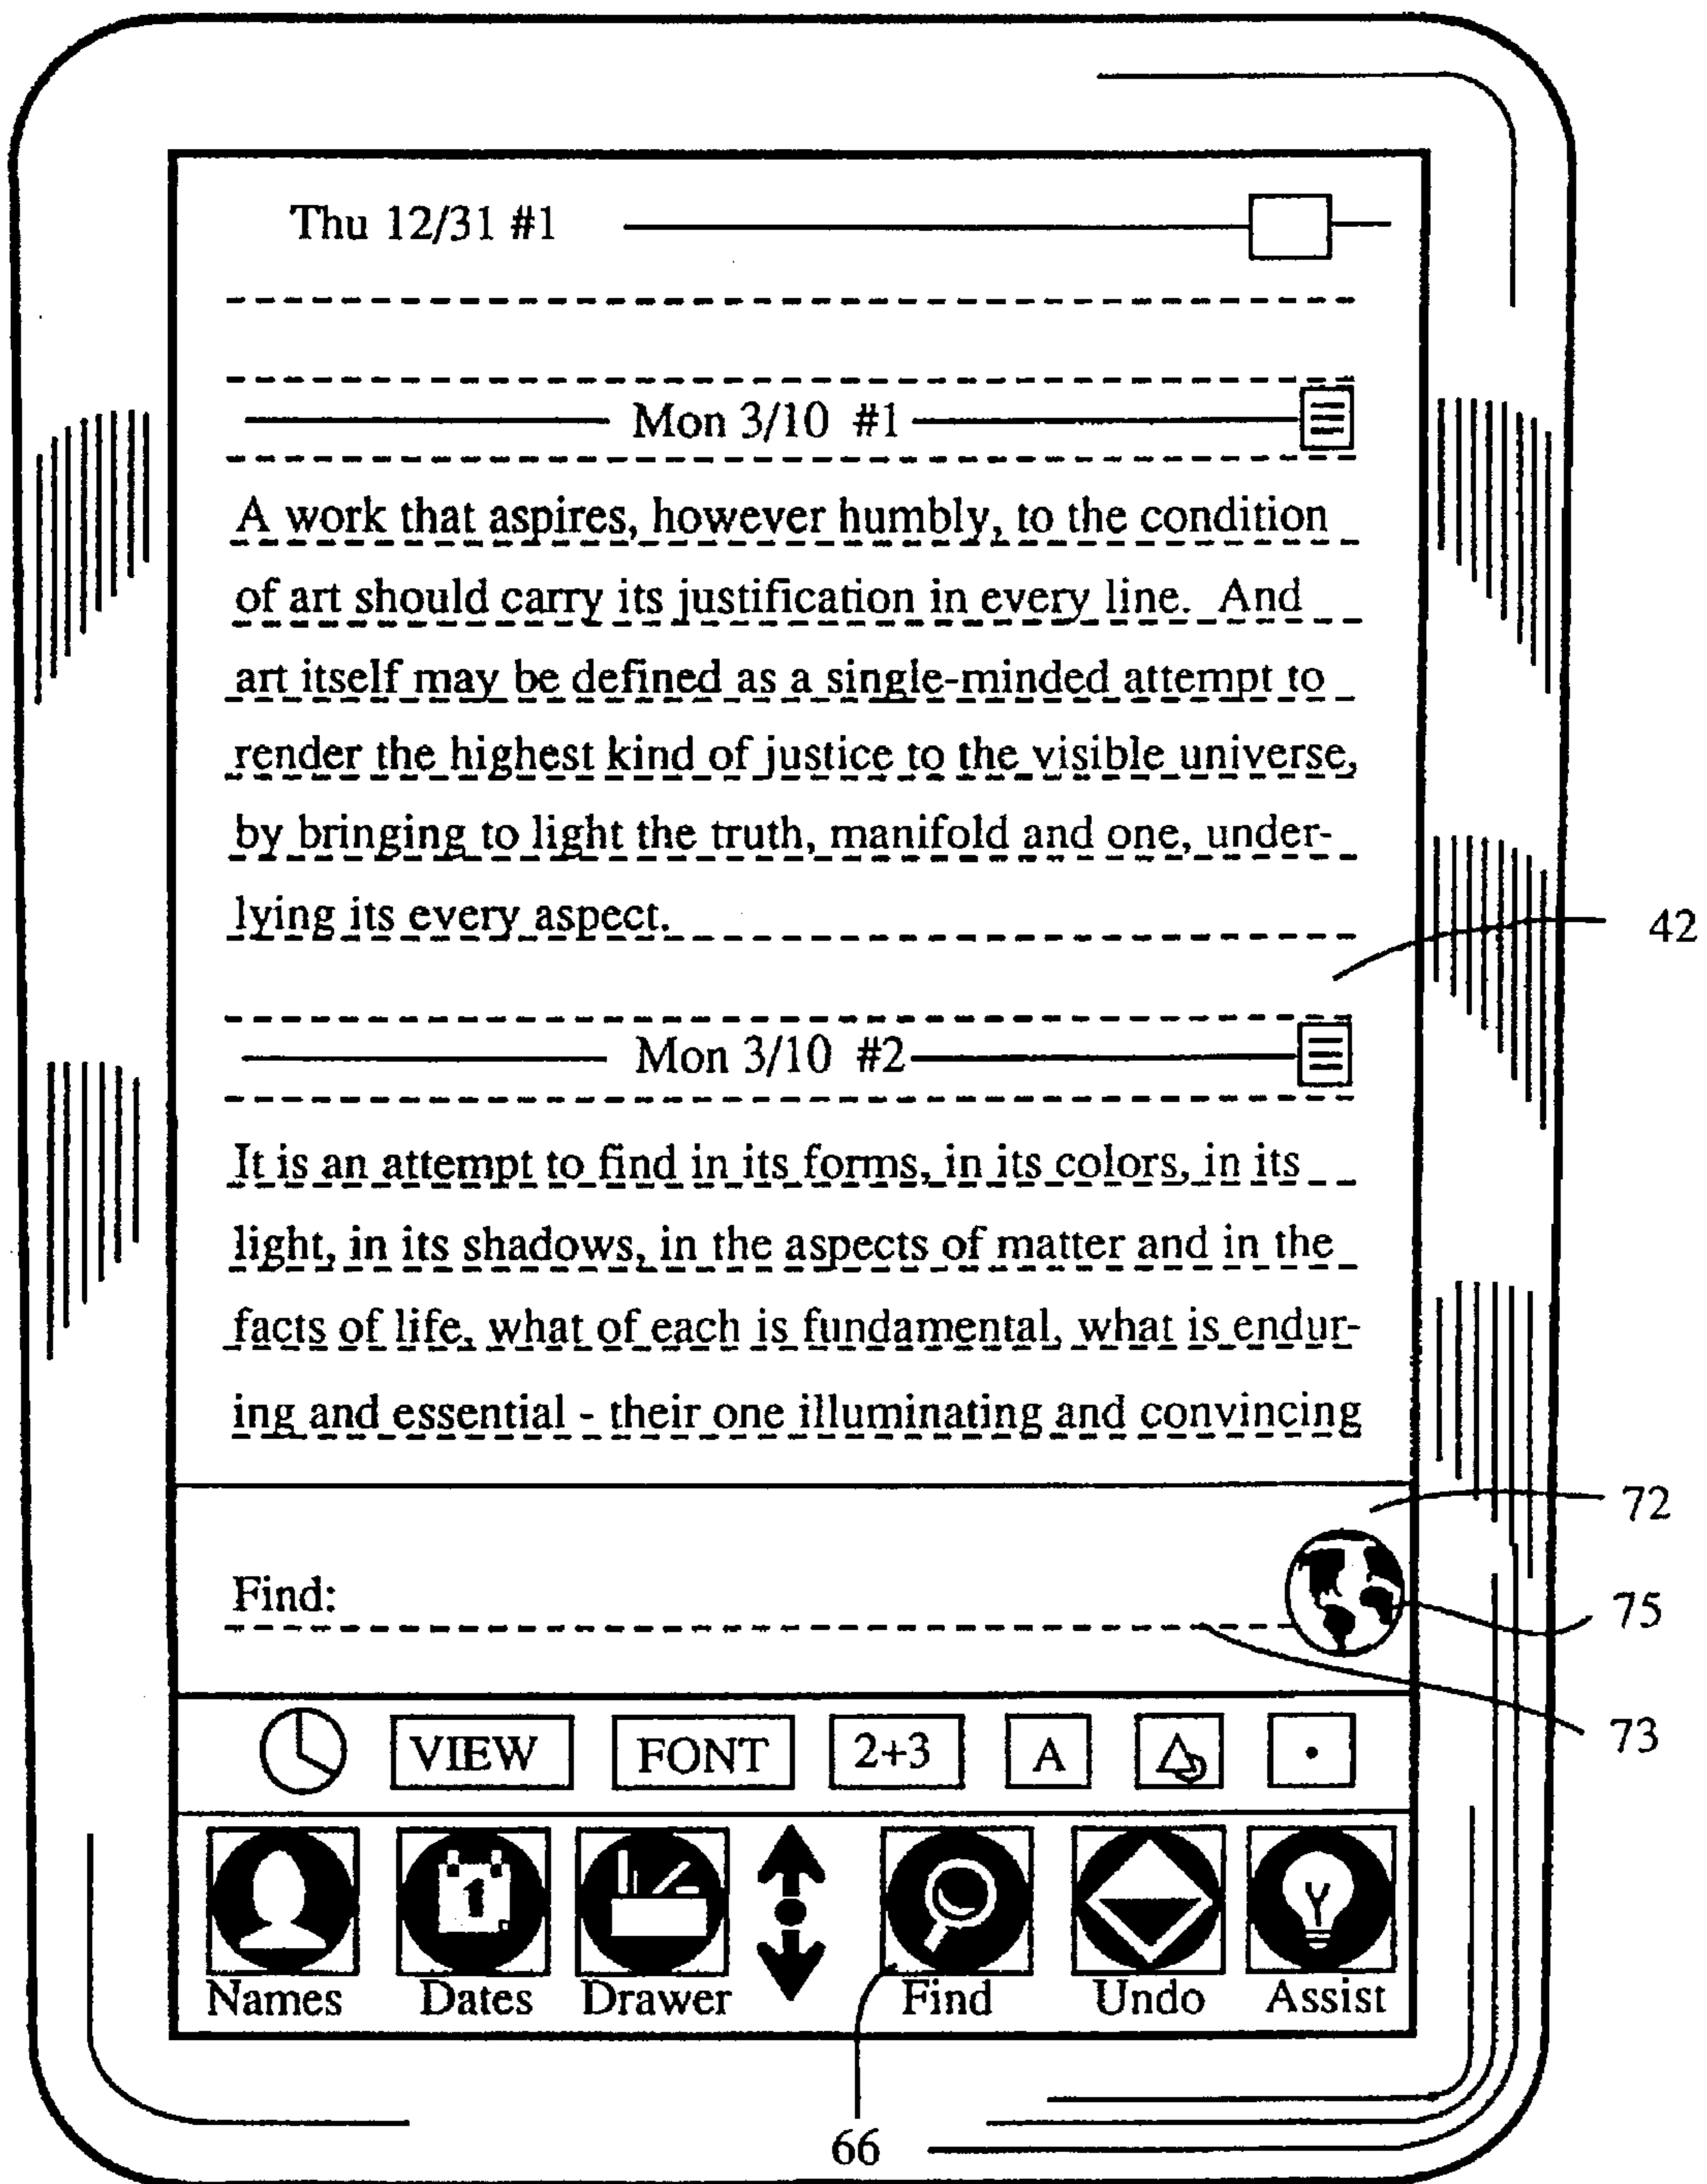 Thu 12/31 #1
Mon 3/10 #1
A work that aspires, however humbly, to the condition
of art should carry its justification in every line. And
art itself may be defined as a single-minded attempt to
render the highest kind of justice to the visible universe,
by bringing to light the truth, manifold and one, under-
lying its every aspect.
42
Mon 3/10 #2
It is an attempt to find in its forms, in its colors, in its
light, in its shadows, in the aspects of matter and in the
facts of life, what of each is fundamental, what is endur-
ing and essential - their one illuminating and convincing
72
Find:
75
73
VIEW FONT 2+3 A
1
Names Dates Drawer Find Undo Assist
66